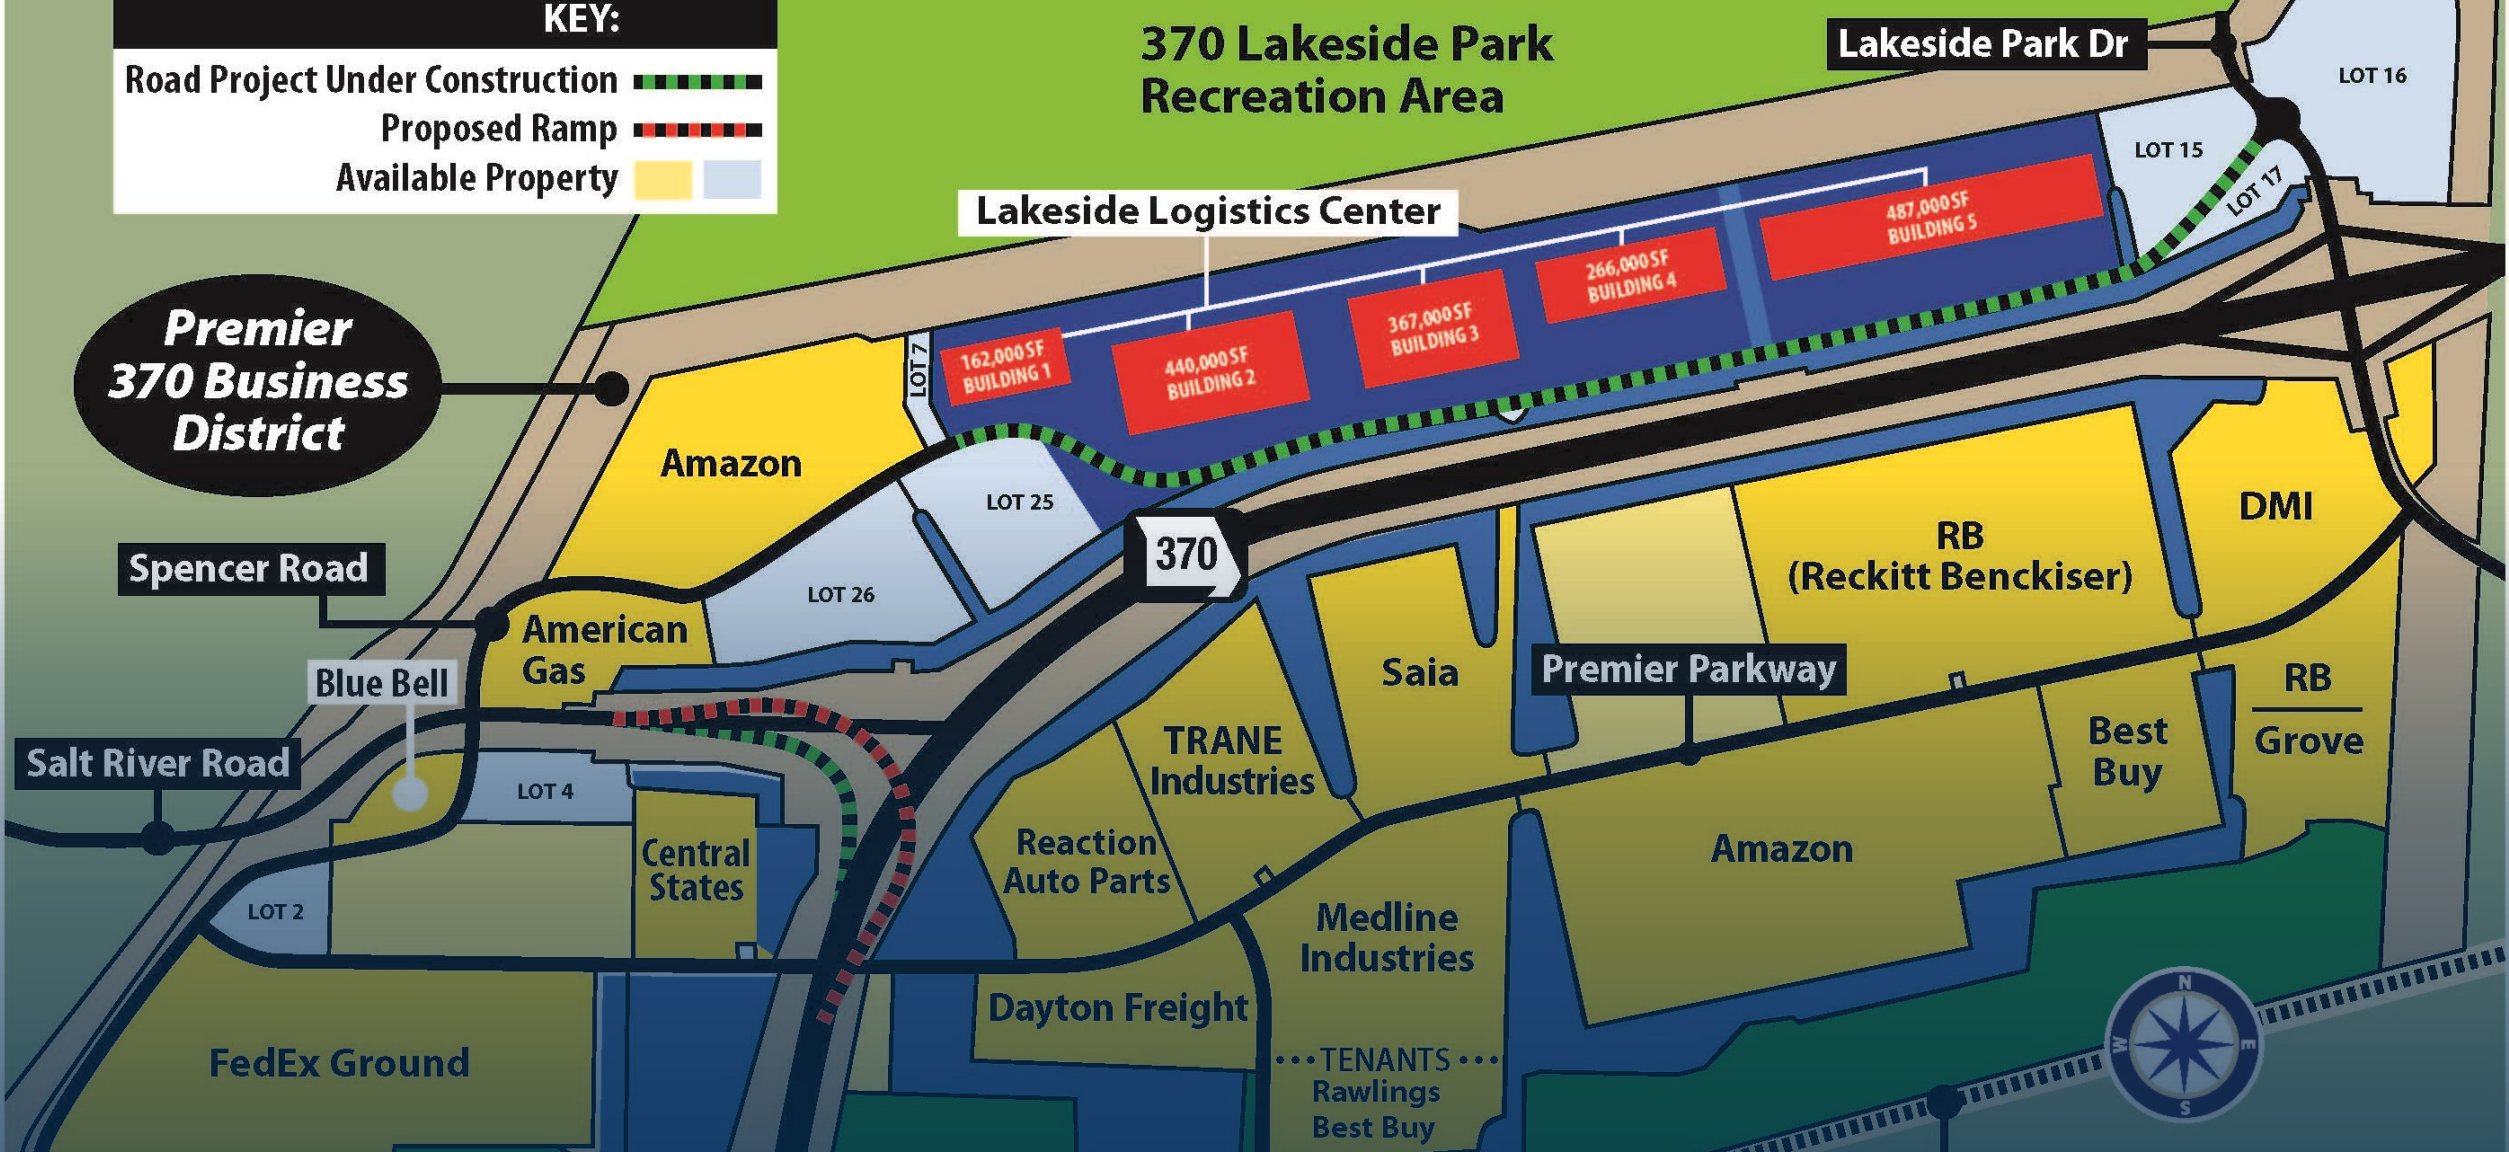 KEY:
Road Project Under Construction
Proposed Ramp
Available Property
370 Lakeside Park
Recreation Area
Lakeside Park Dr
LOT 16
LOT 15
LOT 17
Lakeside Logistics Center
487,000 SF
BUILDING 5
266,000 SF
BUILDING 4
367,000 SF
BUILDING 3
440,000 SF
BUILDING 2
162,000 SF
BUILDING 1
LOT 7
Premier
370 Business
District
Amazon
LOT 25
370
LOT 26
Spencer Road
American
Gas
Blue Bell
Salt River Road
LOT 4
LOT 2
Central
States
FedEx Ground
RB
(Reckitt Benckiser)
DMI
Saia
Premier Parkway
TRANE
Industries
Reaction
Auto Parts
RB
Grove
Best
Buy
Amazon
Medline
Industries
Dayton Freight
•••TENANTS•••
Rawlings
Best Buy
N
W
E
S